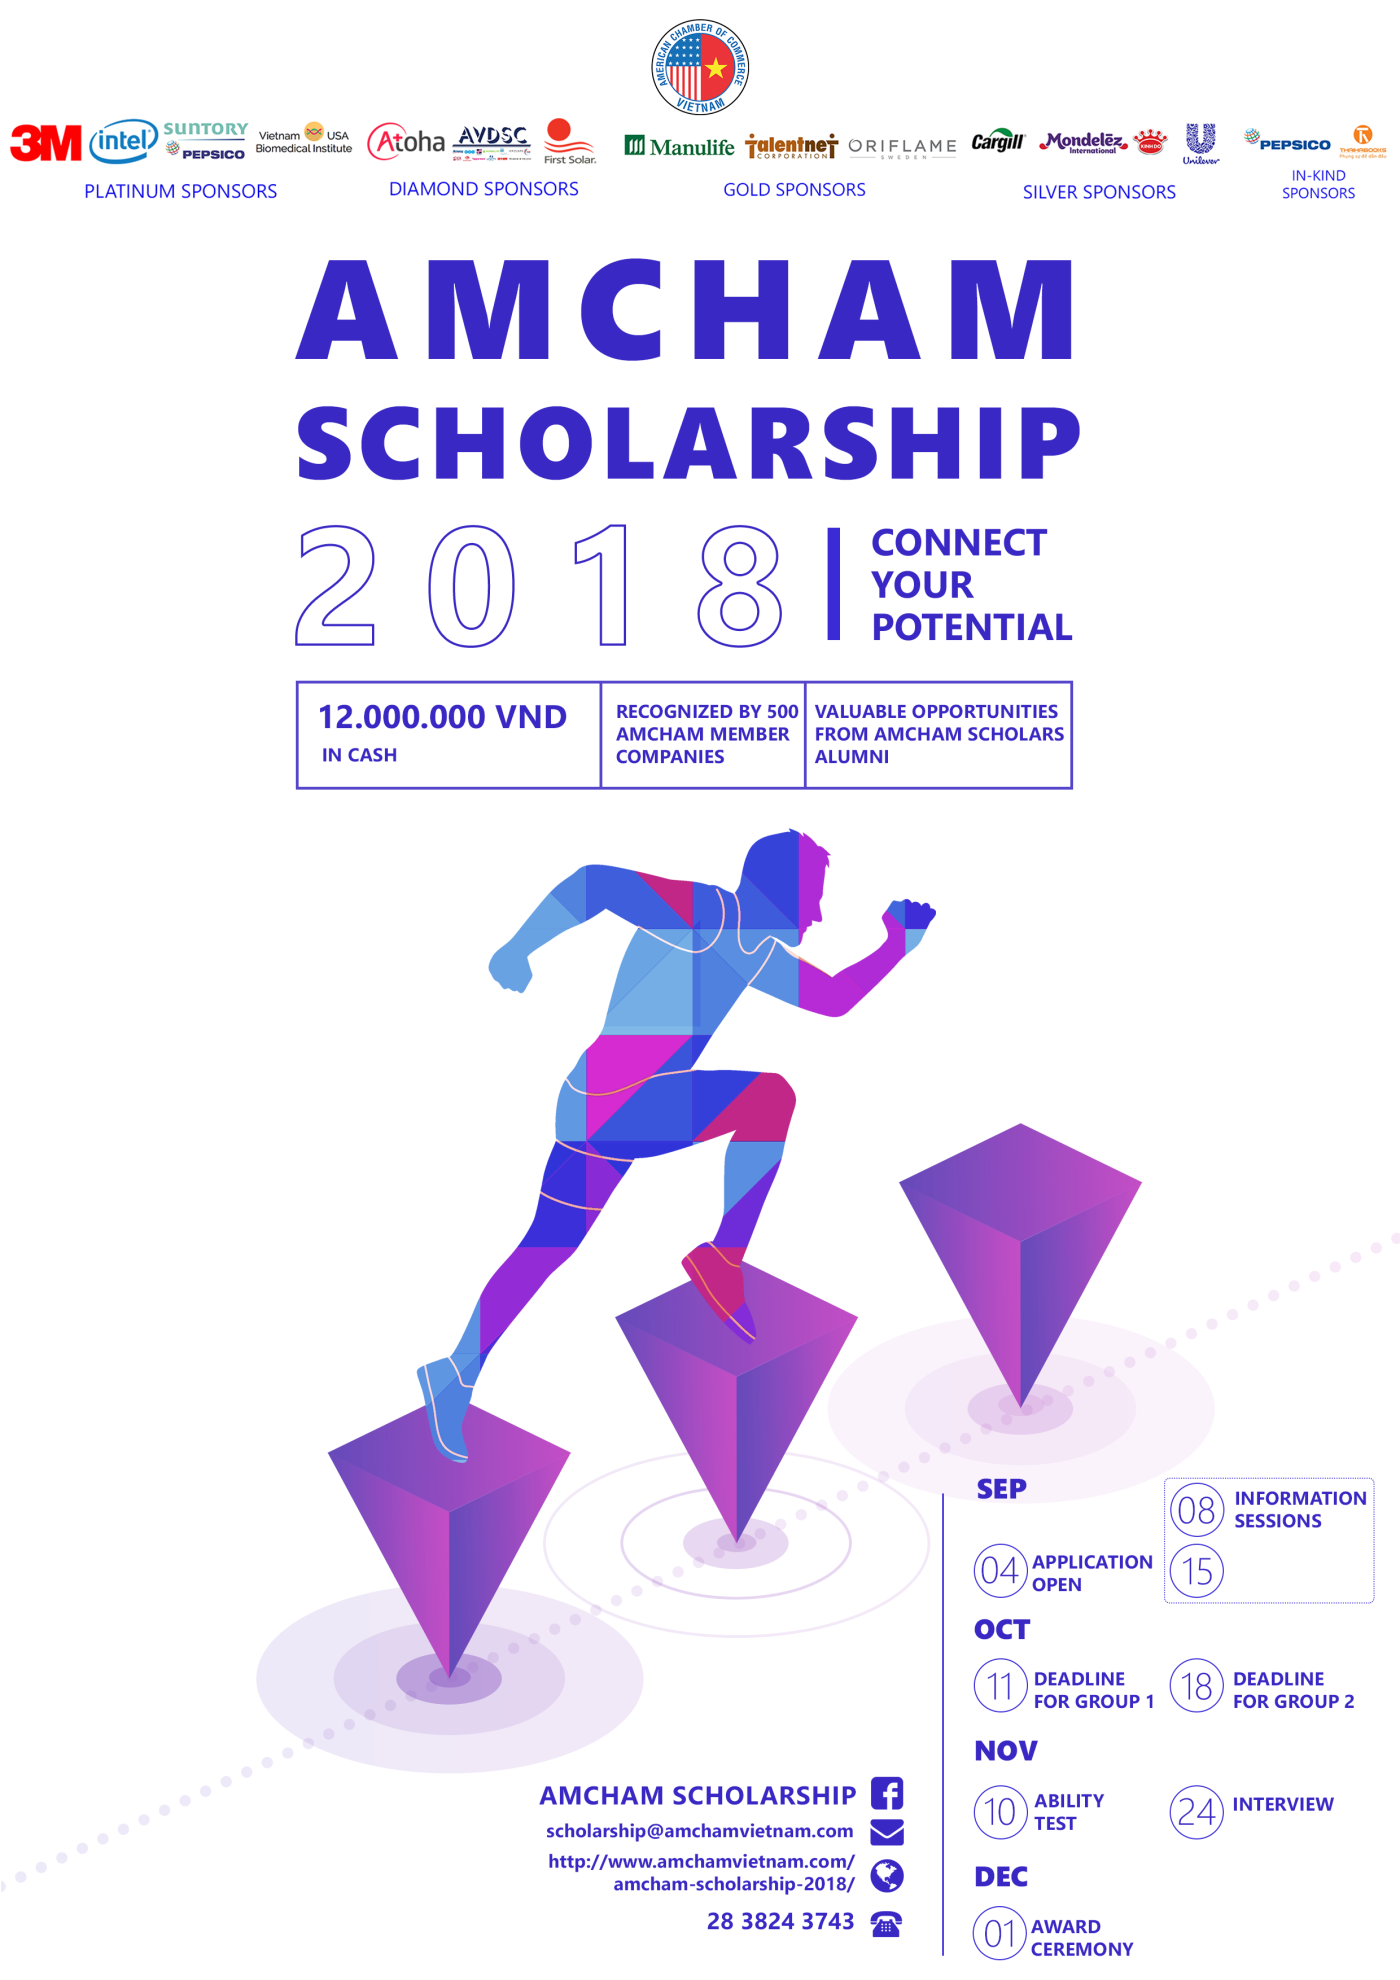 AMERICAN CHAMBER OF COMMERCE
VIETNAM
3M
intel
SUNTORY
PEPSICO
Vietnam USA
Biomedical Institute
Atoha
AVDSC
First Solar.
Manulife
Talentnet
CORPORATION
ORIFLAME
SWEDEN
Cargill
Mondelēz
International
KINH DO
Unilever
PEPSICO
THAIHABOOKS
PLATINUM SPONSORS
DIAMOND SPONSORS
GOLD SPONSORS
SILVER SPONSORS
IN-KIND
SPONSORS
AMCHAM
SCHOLARSHIP
2018
CONNECT
YOUR
POTENTIAL
12.000.000 VND
IN CASH
RECOGNIZED BY 500
AMCHAM MEMBER
COMPANIES
VALUABLE OPPORTUNITIES
FROM AMCHAM SCHOLARS
ALUMNI
SEP
04 APPLICATION
OPEN
08 INFORMATION
SESSIONS
15
OCT
11 DEADLINE
FOR GROUP 1
18 DEADLINE
FOR GROUP 2
NOV
10 ABILITY
TEST
24 INTERVIEW
DEC
01 AWARD
CEREMONY
AMCHAM SCHOLARSHIP
scholarship@amchamvietnam.com
http://www.amchamvietnam.com/
amcham-scholarship-2018/
28 3824 3743